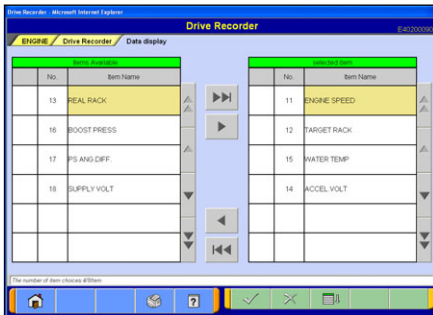 Drive Recorder - Microsoft Internet Explorer
Drive Recorder
E40200090
ENGINE
Drive Recorder
Data display
Items Available
No.
Item Name
13
REAL RACK
16
BOOST PRESS
17
PS ANG.DIFF.
18
SUPPLY VOLT
selected item
No.
Item Name
11
ENGINE SPEED
12
TARGET RACK
15
WATER TEMP
14
ACCEL VOLT
The number of item choices 4/8Item
?